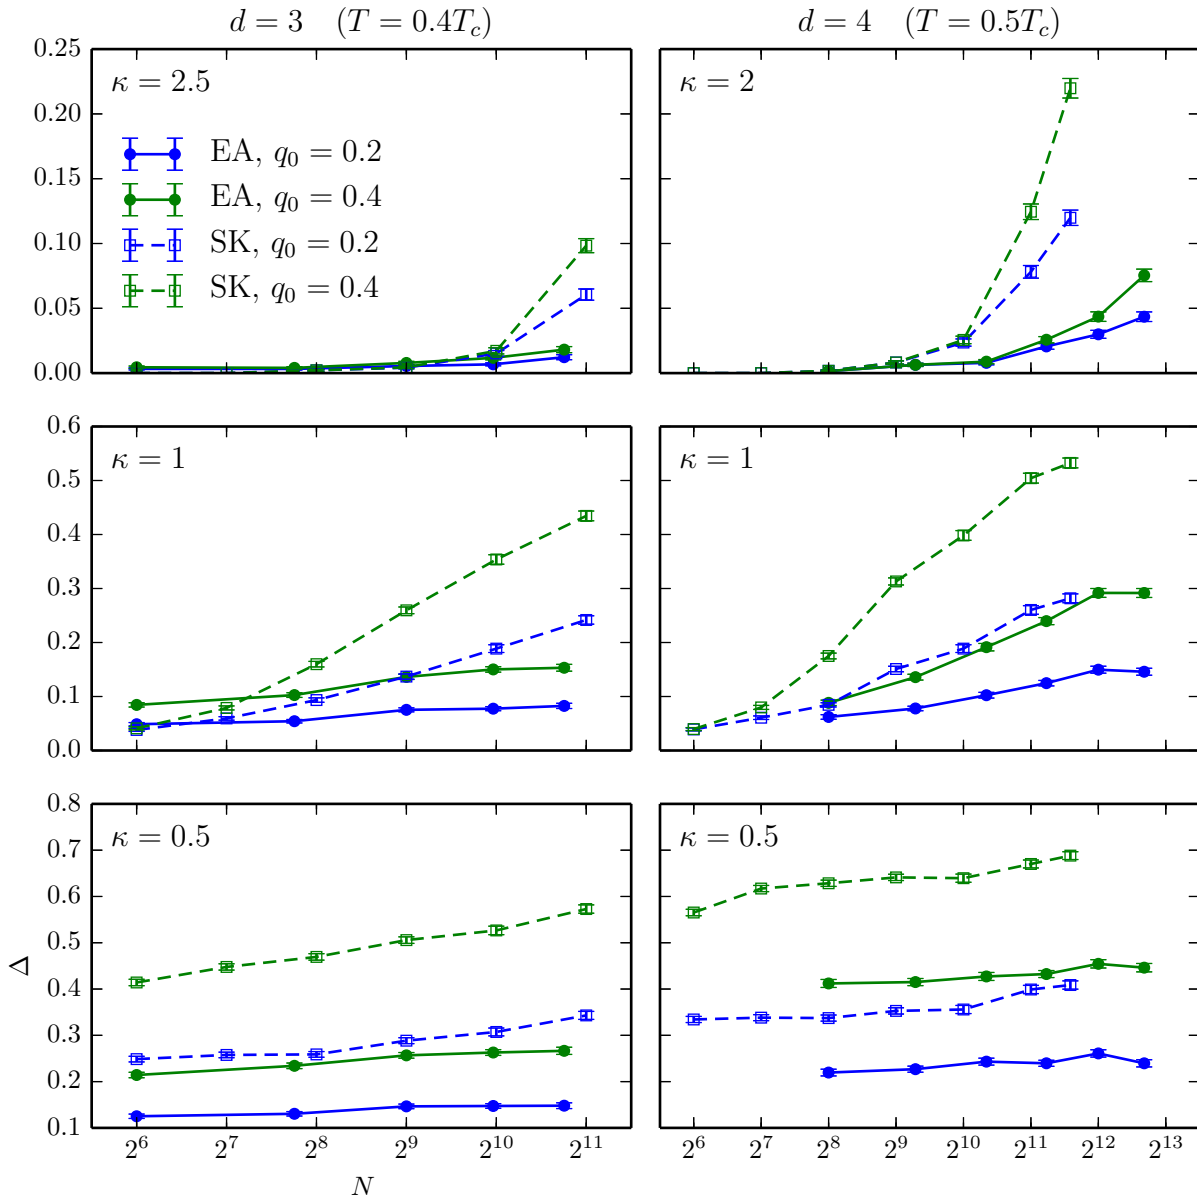 d = 3 (T = 0.4T_c)
d = 4 (T = 0.5T_c)
0.25
0.20
0.15
0.10
0.05
0.00
κ = 2.5
EA, q_0 = 0.2
EA, q_0 = 0.4
SK, q_0 = 0.2
SK, q_0 = 0.4
κ = 2
0.6
0.5
0.4
0.3
0.2
0.1
0.0
κ = 1
κ = 1
0.8
0.7
0.6
0.5
0.4
0.3
0.2
0.1
Δ
κ = 0.5
κ = 0.5
2^6 2^7 2^8 2^9 2^10 2^11
2^6 2^7 2^8 2^9 2^10 2^11 2^12 2^13
N